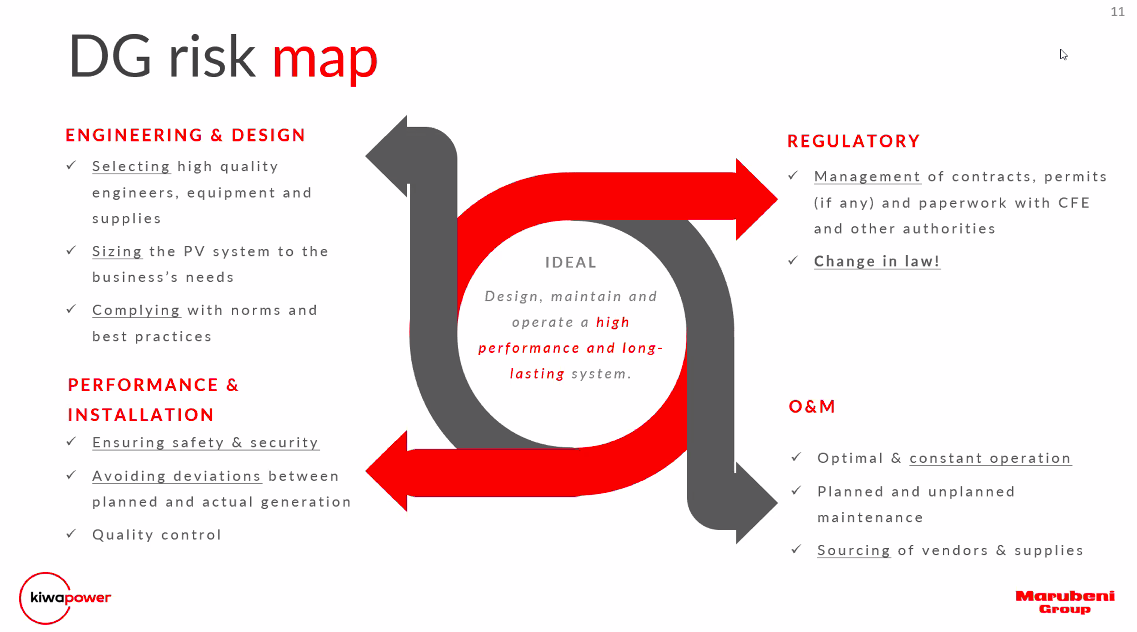 11
DG risk map
ENGINEERING & DESIGN
✓ Selecting high quality
engineers, equipment and
supplies
✓ Sizing the PV system to the
business's needs
✓ Complying with norms and
best practices
PERFORMANCE &
INSTALLATION
✓ Ensuring safety & security
✓ Avoiding deviations between
planned and actual generation
✓ Quality control
IDEAL
Design, maintain and
operate a high
performance and long-
lasting system.
REGULATORY
✓ Management of contracts, permits
(if any) and paperwork with CFE
and other authorities
✓ Change in law!
O&M
✓ Optimal & constant operation
✓ Planned and unplanned
maintenance
✓ Sourcing of vendors & supplies
kiwapower
Marubeni
Group